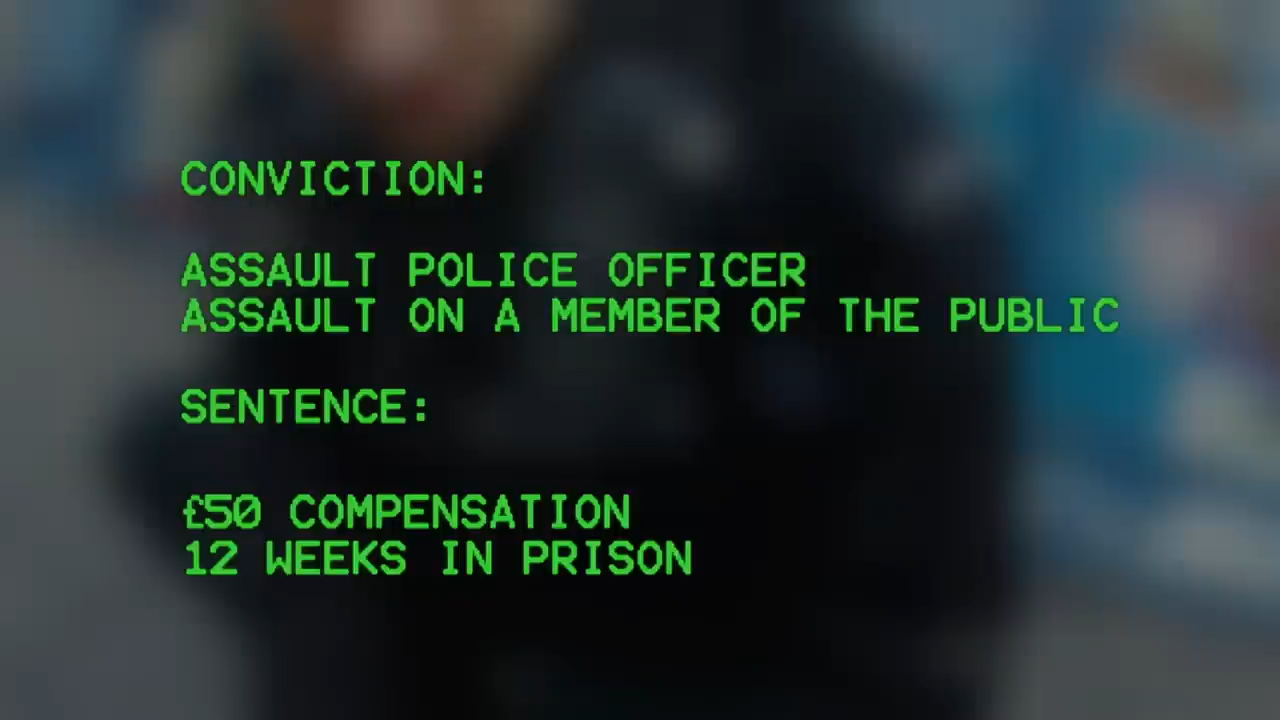 CONVICTION:
ASSAULT POLICE OFFICER
ASSAULT ON A MEMBER OF THE PUBLIC
SENTENCE:
£50 COMPENSATION
12 WEEKS IN PRISON